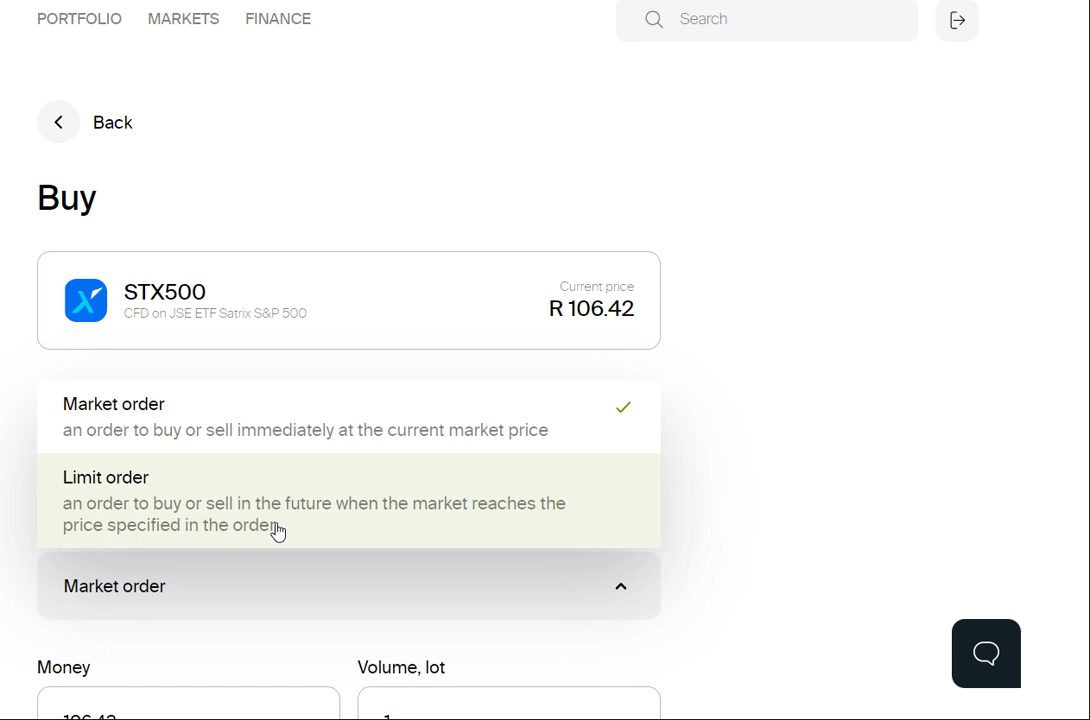 PORTFOLIO MARKETS FINANCE Search
Back
Buy
STX500
CFD on JSE ETF Satrix S&P 500
Current price
R 106.42
Market order
an order to buy or sell immediately at the current market price
Limit order
an order to buy or sell in the future when the market reaches the
price specified in the order
Market order
Money Volume, lot
106.42 1